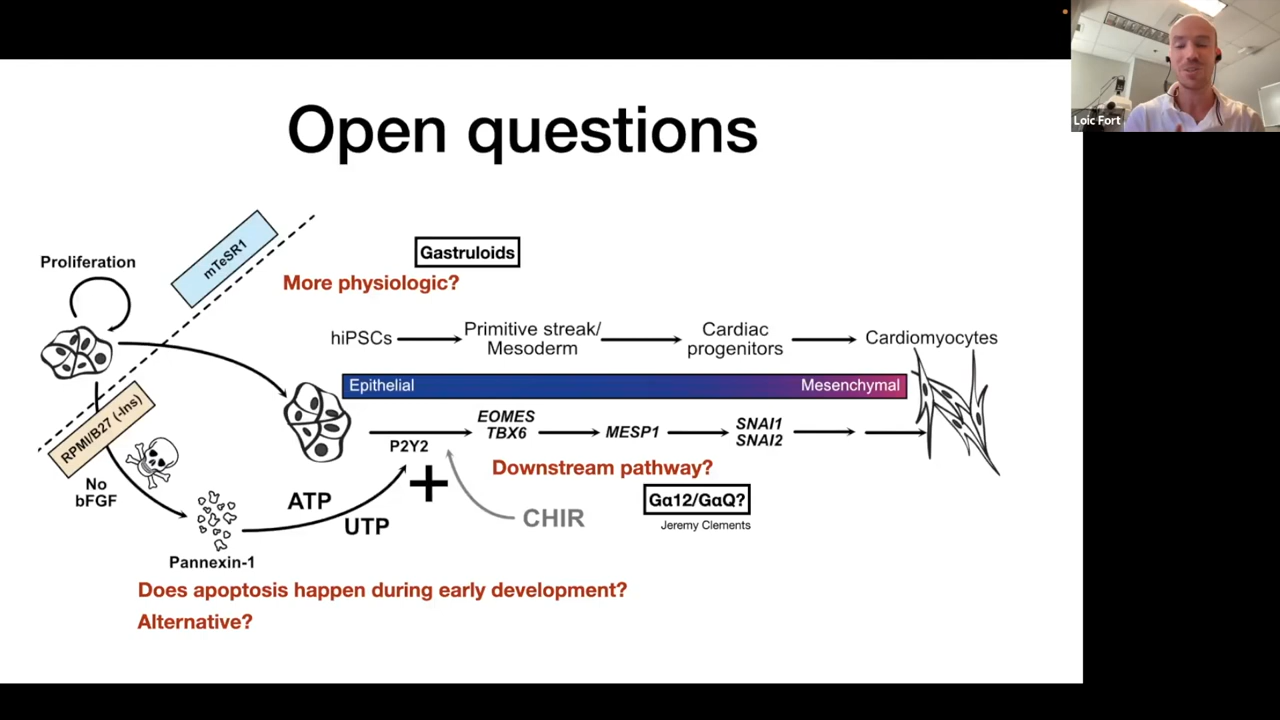 Loic Fort
Open questions
mTeSR1
Proliferation
Gastruloids
More physiologic?
hiPSCs
Primitive streak/
Mesoderm
Cardiac
progenitors
Cardiomyocytes
Epithelial
Mesenchymal
RPMI/B27 (-Ins)
EOMES
TBX6
MESP1
SNAI1
SNAI2
P2Y2
Downstream pathway?
No
bFGF
+
ATP
UTP
CHIR
Gα12/GαQ?
Jeremy Clements
Pannexin-1
Does apoptosis happen during early development?
Alternative?